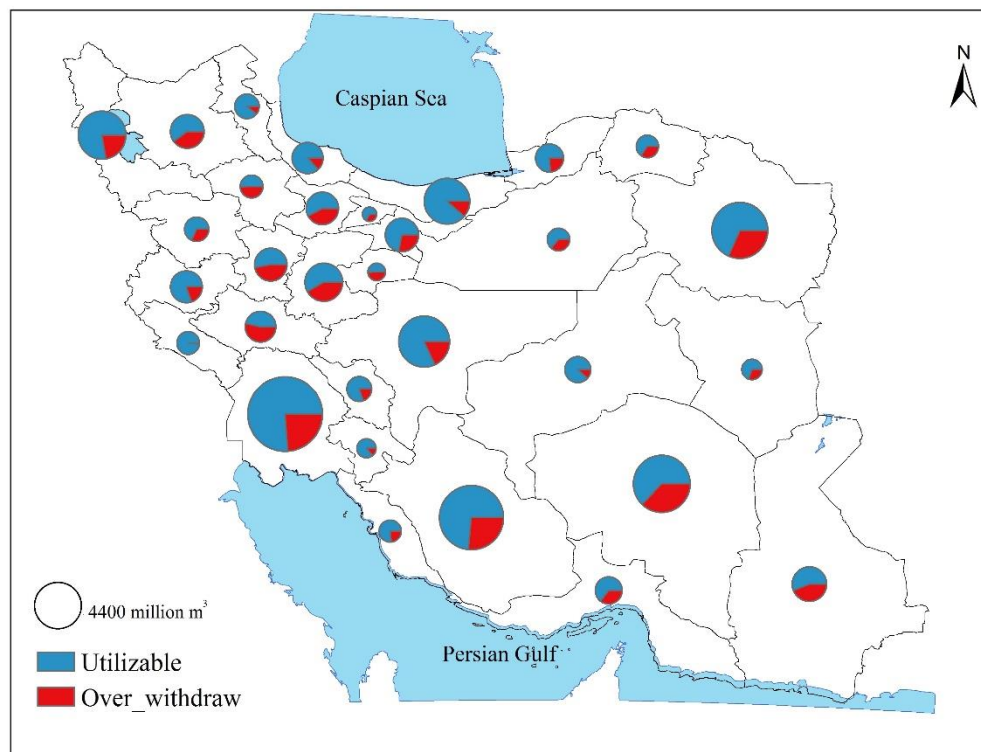 N
Caspian Sea
4400 million m³
Utilizable
Persian Gulf
Over_withdraw